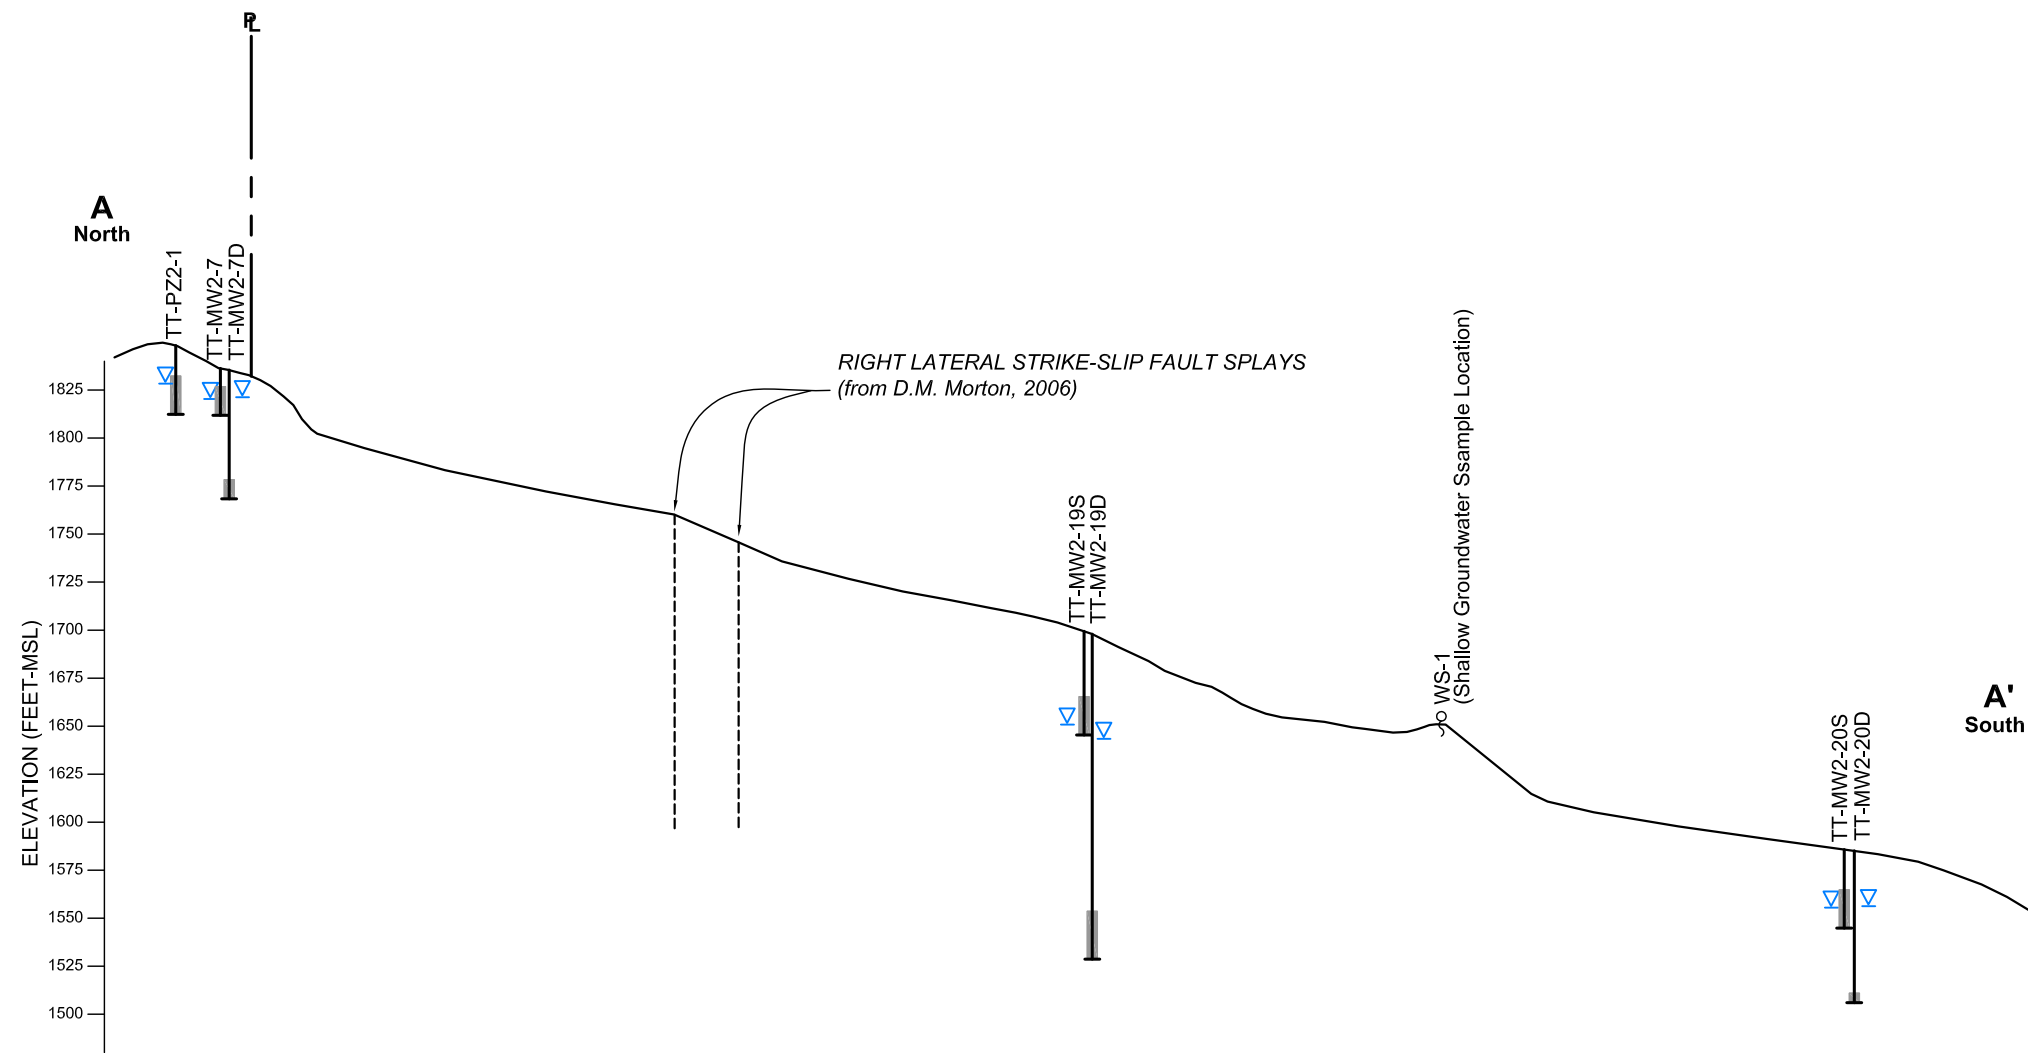 PL
A
North
TT-PZ2-1
TT-MW2-7
TT-MW2-7D
RIGHT LATERAL STRIKE-SLIP FAULT SPLAYS
(from D.M. Morton, 2006)
TT-MW2-19S
TT-MW2-19D
WS-1
(Shallow Groundwater Ssample Location)
A'
South
TT-MW2-20S
TT-MW2-20D
ELEVATION (FEET-MSL)
1825
1800
1775
1750
1725
1700
1675
1650
1625
1600
1575
1550
1525
1500